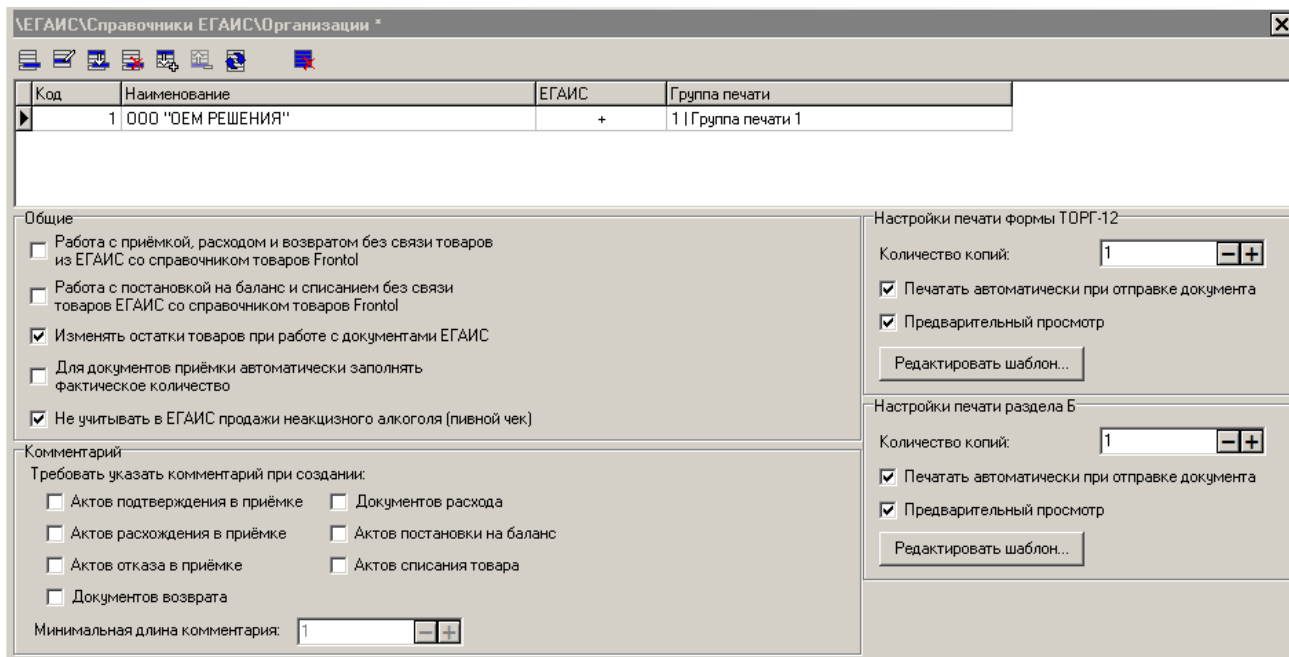 \ЕГАИС\Справочники ЕГАИС\Организации *
Код Наименование ЕГАИС Группа печати
1 ООО "ОЕМ РЕШЕНИЯ" + 1 | Группа печати 1
Общие
Работа с приёмкой, расходом и возвратом без связи товаров
из ЕГАИС со справочником товаров Frontol
Работа с постановкой на баланс и списанием без связи
товаров ЕГАИС со справочником товаров Frontol
Изменять остатки товаров при работе с документами ЕГАИС
Для документов приёмки автоматически заполнять
фактическое количество
Не учитывать в ЕГАИС продажи неакцизного алкоголя (пивной чек)
Комментарий
Требовать указать комментарий при создании:
Актов подтверждения в приёмке Документов расхода
Актов расхождения в приёмке Актов постановки на баланс
Актов отказа в приёмке Актов списания товара
Документов возврата
Минимальная длина комментария: 1
Настройки печати формы ТОРГ-12
Количество копий: 1
Печатать автоматически при отправке документа
Предварительный просмотр
Редактировать шаблон...
Настройки печати раздела Б
Количество копий: 1
Печатать автоматически при отправке документа
Предварительный просмотр
Редактировать шаблон...